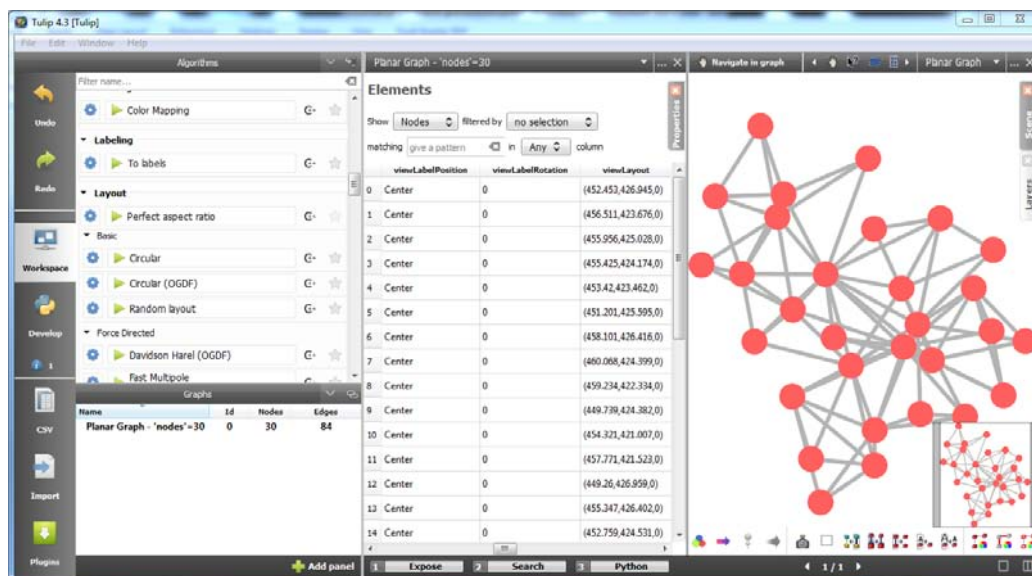 Tulip 4.3 [Tulip]
File Edit Window Help
Algorithms
Filter name...
Color Mapping
Labeling
To labels
Layout
Perfect aspect ratio
Basic
Circular
Circular (OGDF)
Random layout
Force Directed
Davidson Harel (OGDF)
Fast Multipole
Undo
Redo
Workspace
Develop
1
CSV
Import
Plugins
Graphs
Name Id Nodes Edges
Planar Graph - 'nodes'=30 0 30 84
Add panel
Planar Graph - 'nodes'=30
Elements
Show Nodes filtered by no selection
matching give a pattern in Any column
viewLabelPosition viewLabelRotation viewLayout
0 Center 0 (452.453,426.945,0)
1 Center 0 (456.511,423.676,0)
2 Center 0 (455.956,425.028,0)
3 Center 0 (455.425,424.174,0)
4 Center 0 (453.42,423.462,0)
5 Center 0 (451.201,425.595,0)
6 Center 0 (458.101,426.416,0)
7 Center 0 (460.068,424.399,0)
8 Center 0 (459.234,422.334,0)
9 Center 0 (449.739,424.382,0)
10 Center 0 (454.321,421.007,0)
11 Center 0 (457.771,421.523,0)
12 Center 0 (449.26,426.959,0)
13 Center 0 (455.347,426.402,0)
14 Center 0 (452.759,424.531,0)
Properties
1 Expose 2 Search 3 Python
Navigate in graph
Planar Graph
Scene
Layers
1/1